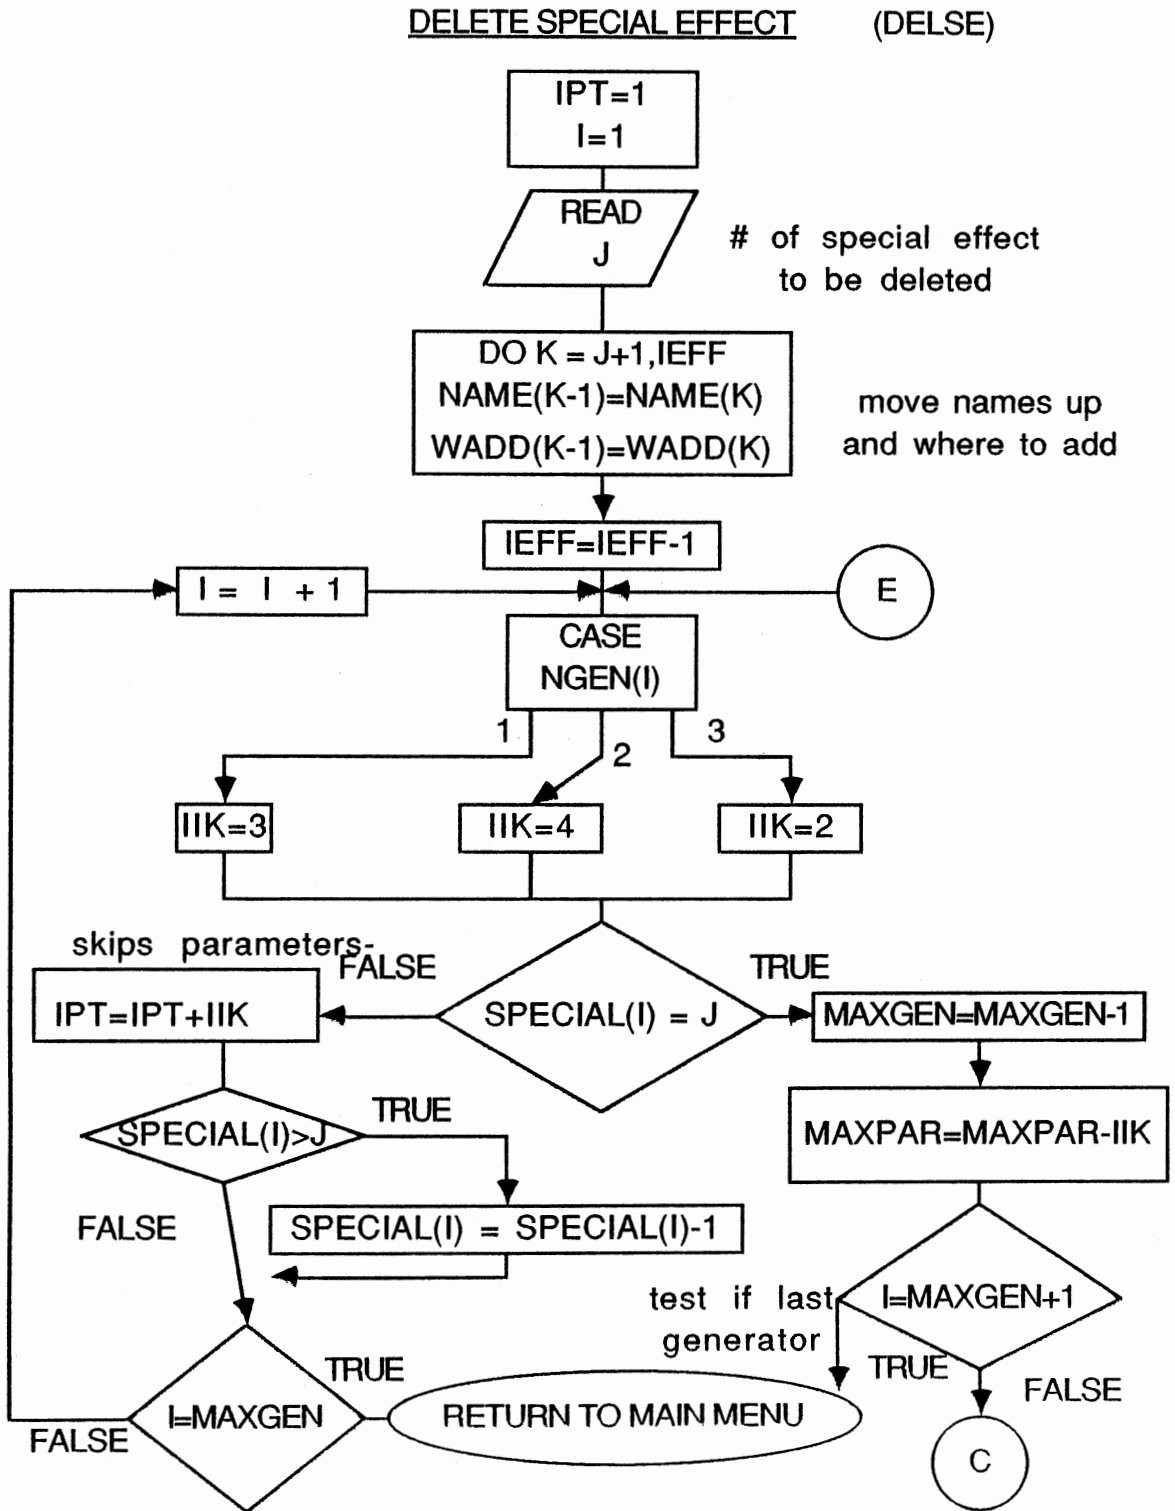 DELETE SPECIAL EFFECT (DELSE)
IPT=1
I=1
READ
J
# of special effect
to be deleted
DO K = J+1,IEFF
NAME(K-1)=NAME(K)
WADD(K-1)=WADD(K)
move names up
and where to add
IEFF=IEFF-1
I = I + 1
E
CASE
NGEN(I)
1
2
3
IIK=3
IIK=4
IIK=2
skips parameters-
FALSE
TRUE
IPT=IPT+IIK
SPECIAL(I) = J
MAXGEN=MAXGEN-1
TRUE
SPECIAL(I)>J
MAXPAR=MAXPAR-IIK
FALSE
SPECIAL(I) = SPECIAL(I)-1
test if last
generator
I=MAXGEN+1
TRUE
FALSE
TRUE
I=MAXGEN
FALSE
RETURN TO MAIN MENU
C